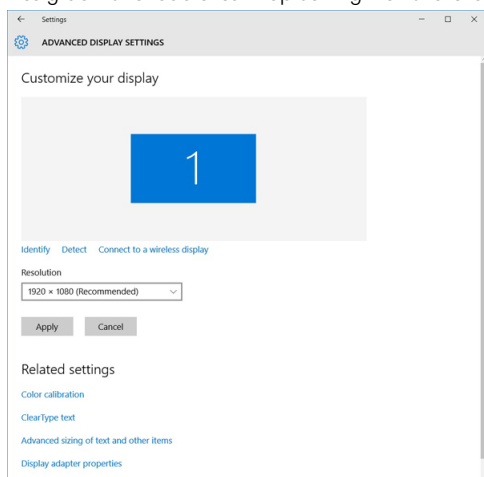 Settings
ADVANCED DISPLAY SETTINGS
Customize your display
1
Identify Detect Connect to a wireless display
Resolution
1920 × 1080 (Recommended)
Apply Cancel
Related settings
Color calibration
ClearType text
Advanced sizing of text and other items
Display adapter properties